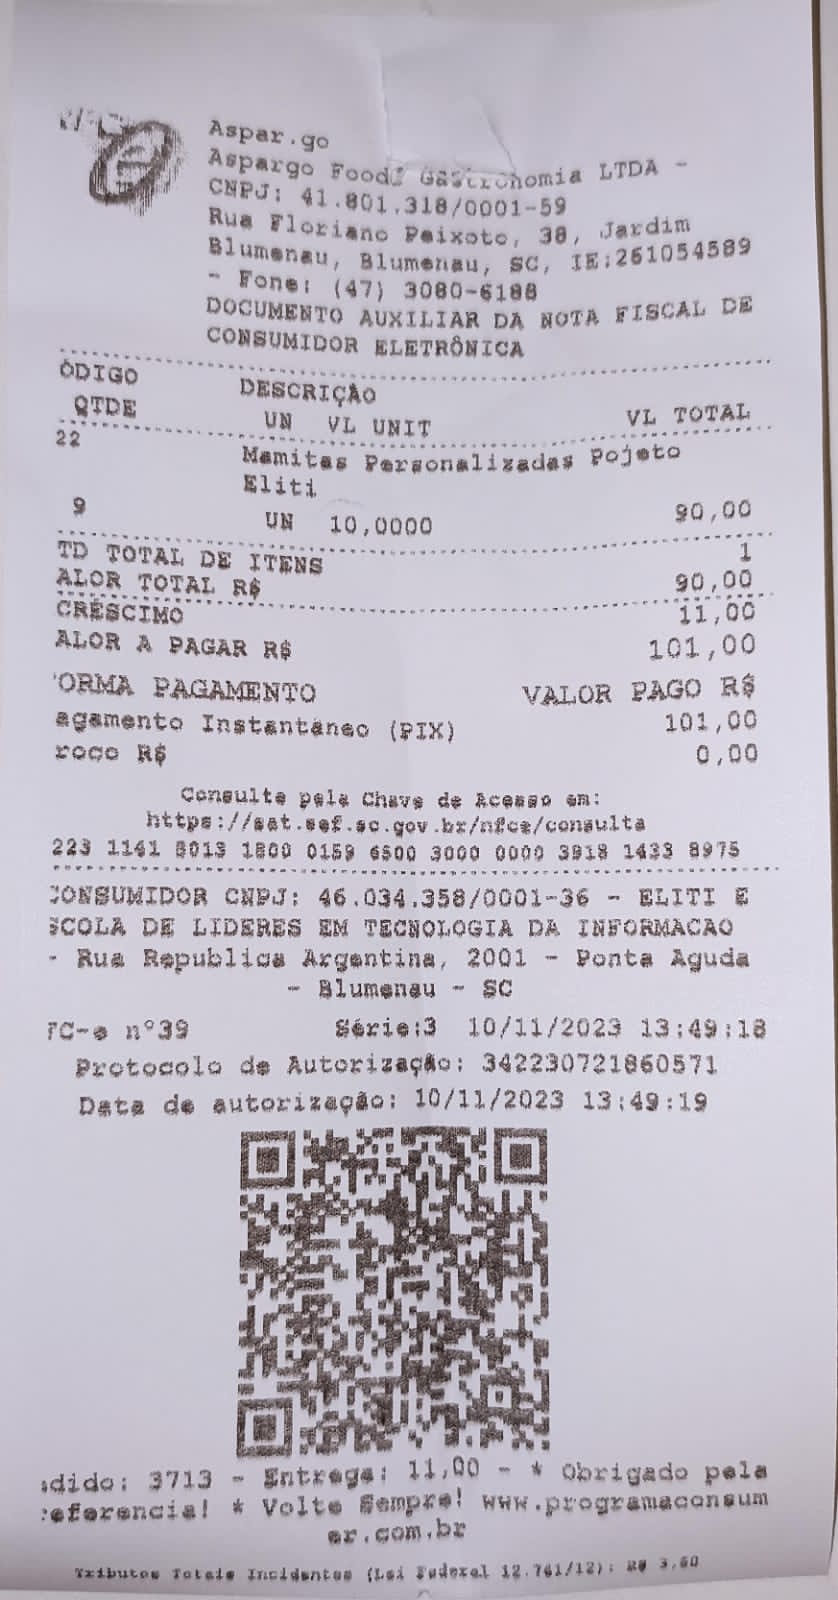 Aspar.go
Aspargo Foods Gastronomia LTDA -
CNPJ: 41.801.318/0001-59
Rua Floriano Peixoto, 38, Jardim
Blumenau, Blumenau, SC, IE:261054589
- Fone: (47) 3080-6188
DOCUMENTO AUXILIAR DA NOTA FISCAL DE
CONSUMIDOR ELETRÔNICA
ÓDIGO DESCRIÇÃO
QTDE UN VL UNIT VL TOTAL
22 Mamitas Personalizadas Pojeto
Eliti
9 UN 10,0000 90,00
TD TOTAL DE ITENS 1
ALOR TOTAL R$ 90,00
CRÉSCIMO 11,00
ALOR A PAGAR R$ 101,00
ORMA PAGAMENTO VALOR PAGO R$
agamento Instantâneo (PIX) 101,00
roco R$ 0,00
Consulte pela Chave de Acesso em:
https://sat.sef.sc.gov.br/nfce/consulta
223 1141 8013 1800 0159 6500 3000 0000 3918 1433 8975
CONSUMIDOR CNPJ: 46.034.358/0001-36 - ELITI E
SCOLA DE LIDERES EM TECNOLOGIA DA INFORMACAO
- Rua Republica Argentina, 2001 - Ponta Aguda
- Blumenau - SC
FC-e n°39 Série:3 10/11/2023 13:49:18
Protocolo de Autorização: 342230721860571
Data de autorização: 10/11/2023 13:49:19
dido: 3713 - Entrega: 11,00 - * Obrigado pela
referencia! * Volte Sempre! www.programaconsum
er.com.br
Tributos Totais Incidentes (Lei Federal 12.741/12): R$ 3,60